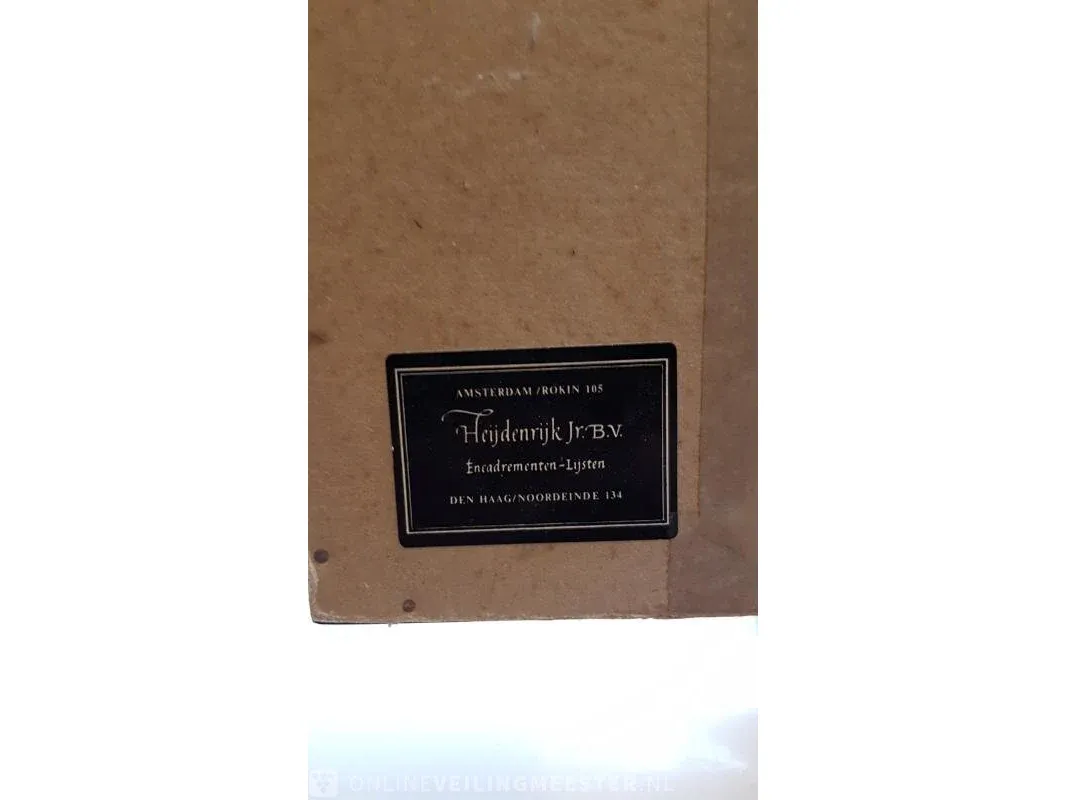 AMSTERDAM/ROKIN 105
Heijdenrijk Jr. B.V.
Encadrementen-Lijsten
DEN HAAG/NOORDEINDE 134
ONLINEVEILINGMEESTER.NL